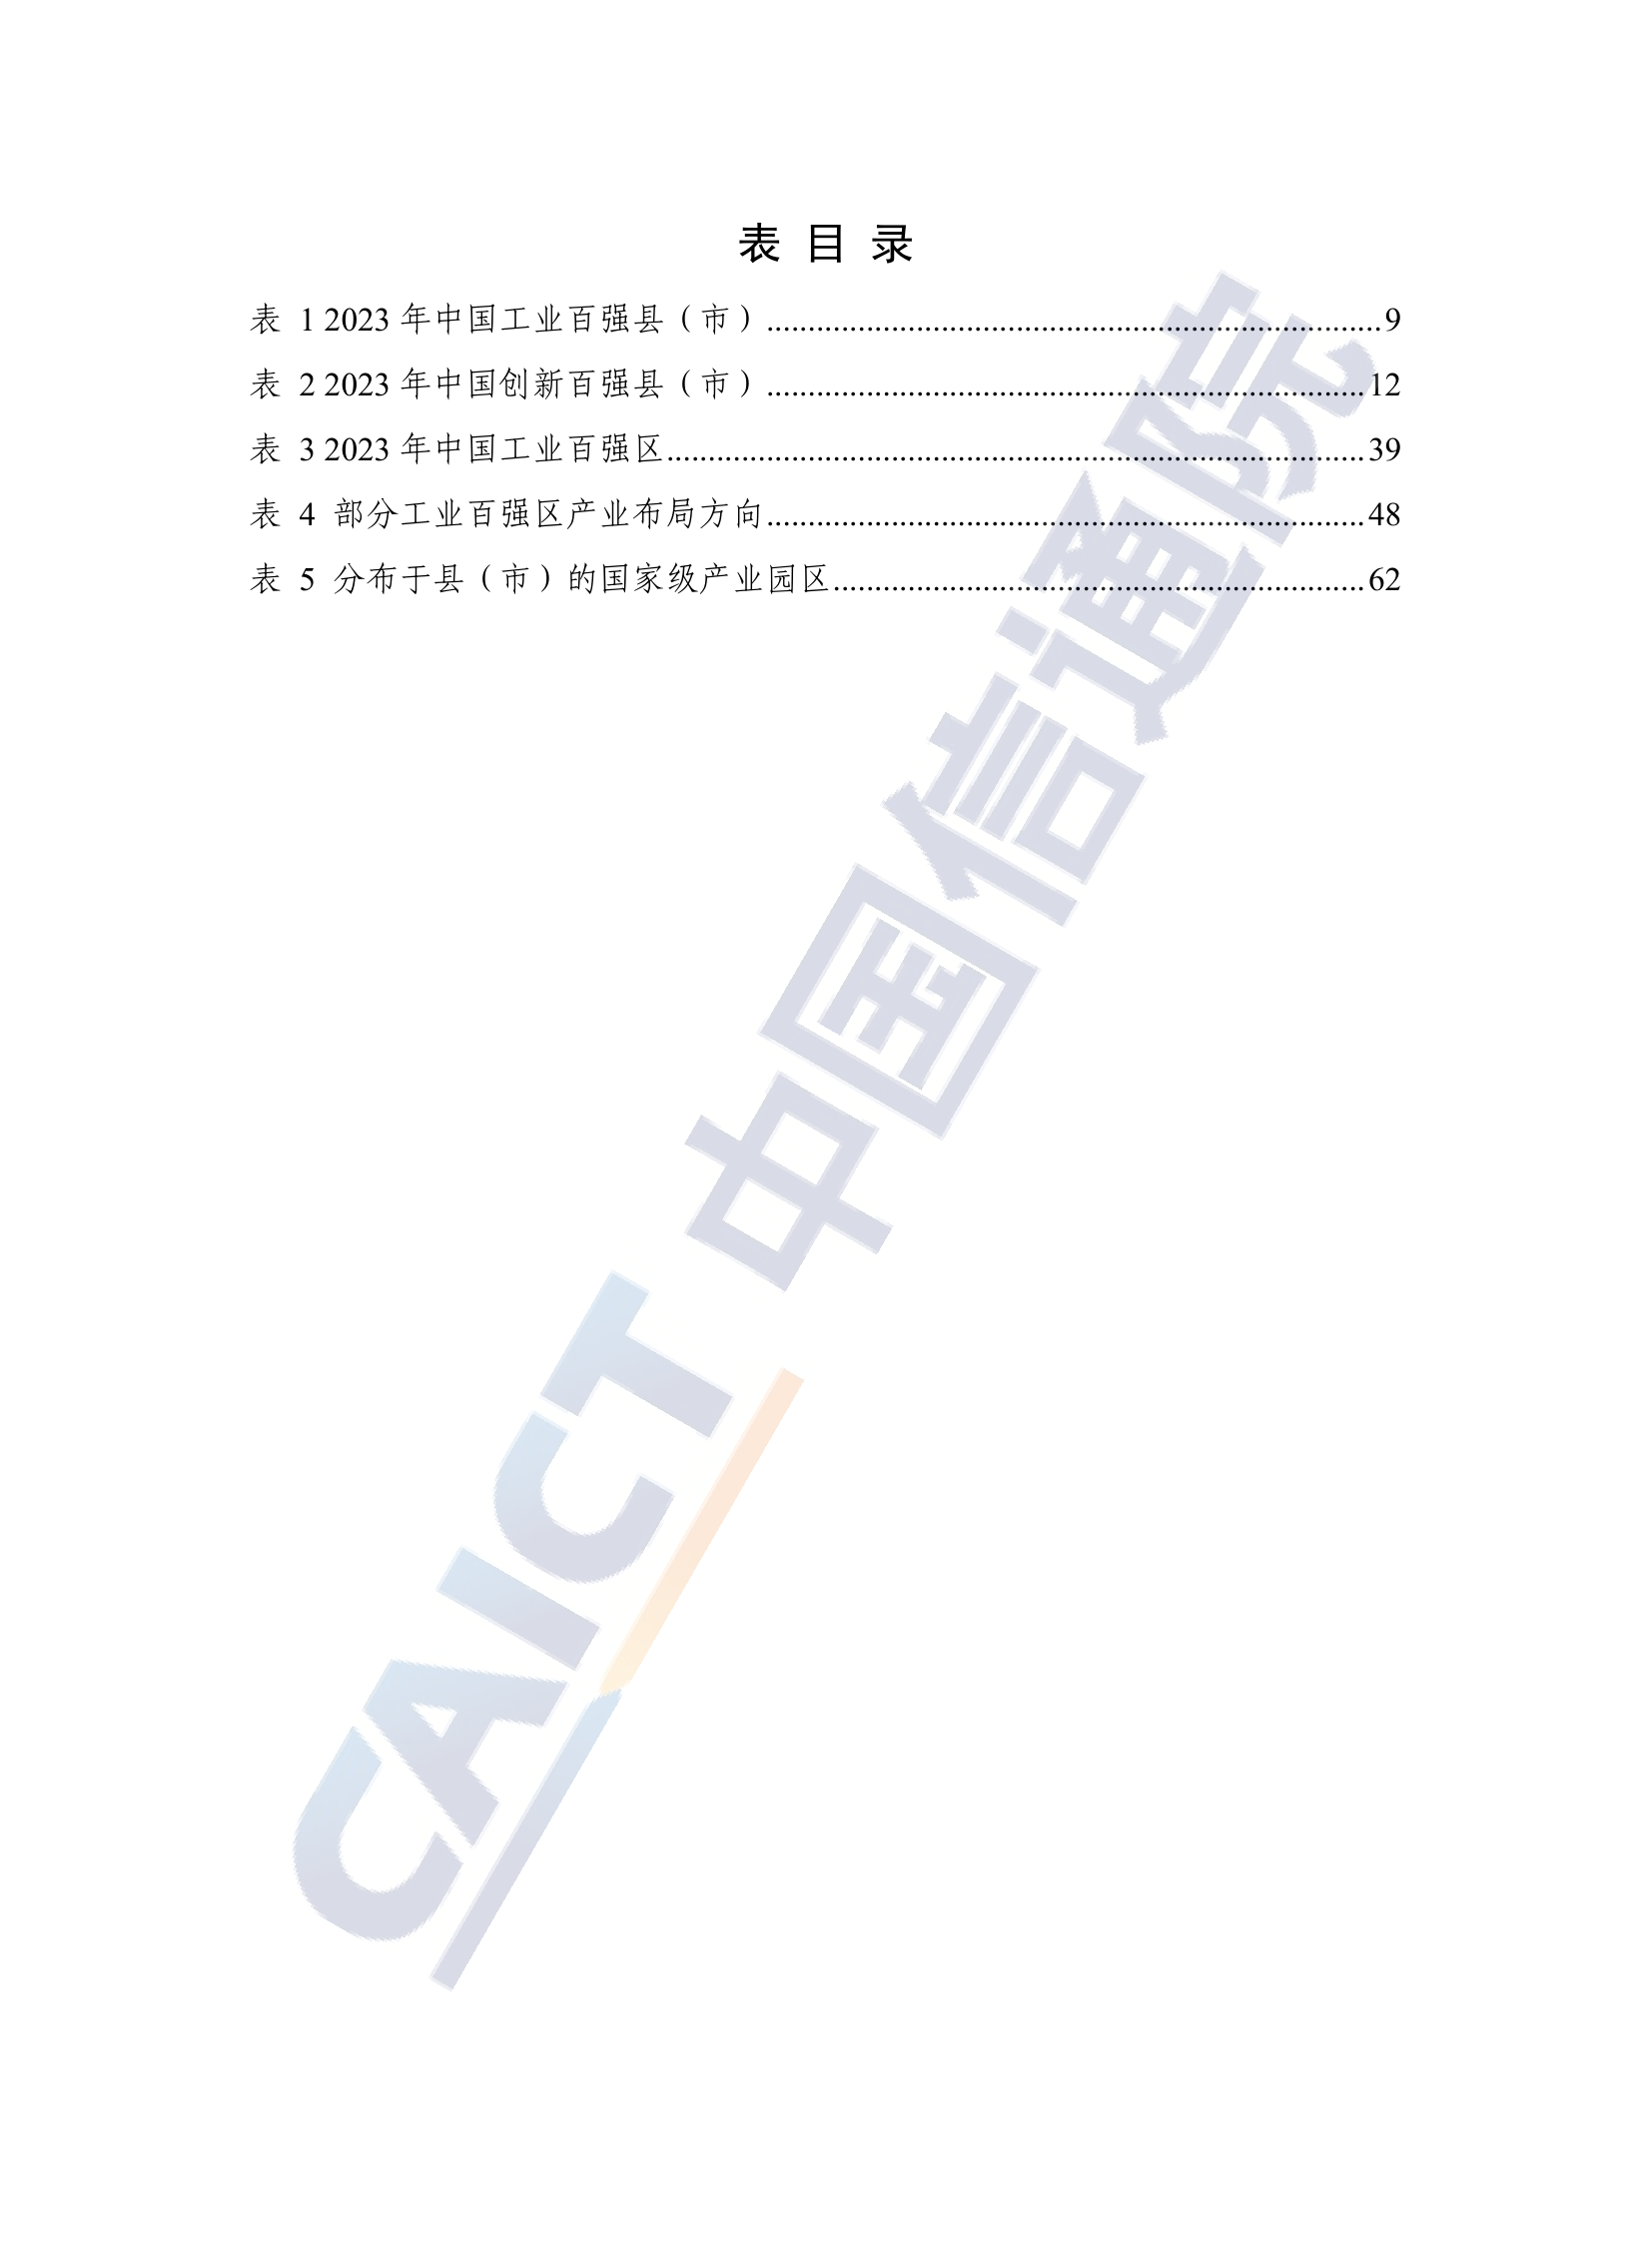 表 目 录
表 1 2023 年中国工业百强县（市）........................................................................... 9
表 2 2023 年中国创新百强县（市）......................................................................... 12
表 3 2023 年中国工业百强区..................................................................................... 39
表 4 部分工业百强区产业布局方向......................................................................... 48
表 5 分布于县（市）的国家级产业园区................................................................. 62
CAICT 中国信通院